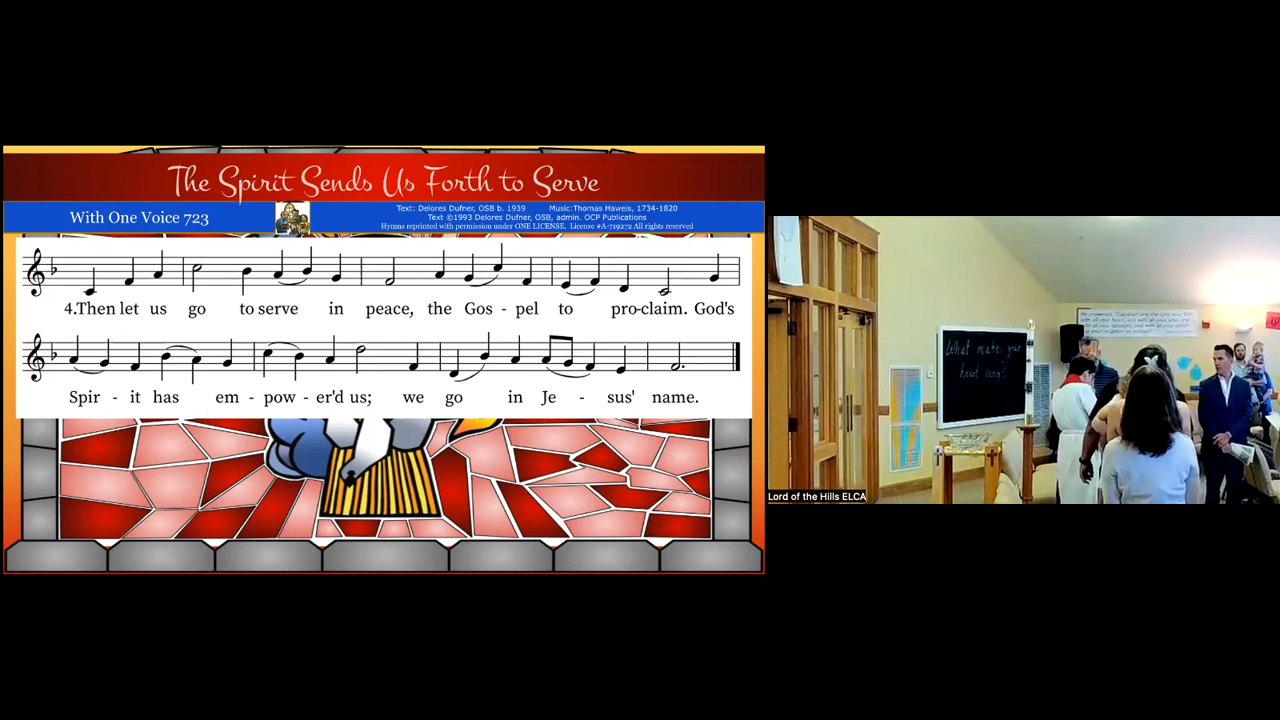 The Spirit Sends Us Forth to Serve
With One Voice 723
Text: Delores Dufner, OSB b. 1939 Music:Thomas Haweis, 1734-1820
Text ©1993 Delores Dufner, OSB, admin. OCP Publications
Hymns reprinted with permission under ONE LICENSE, License #A-719272 All rights reserved
4.Then let us go to serve in peace, the Gos - pel to pro-claim. God's
Spir - it has em - pow - er'd us; we go in Je - sus' name.
What makes your
heart sing?
Lord of the Hills ELCA